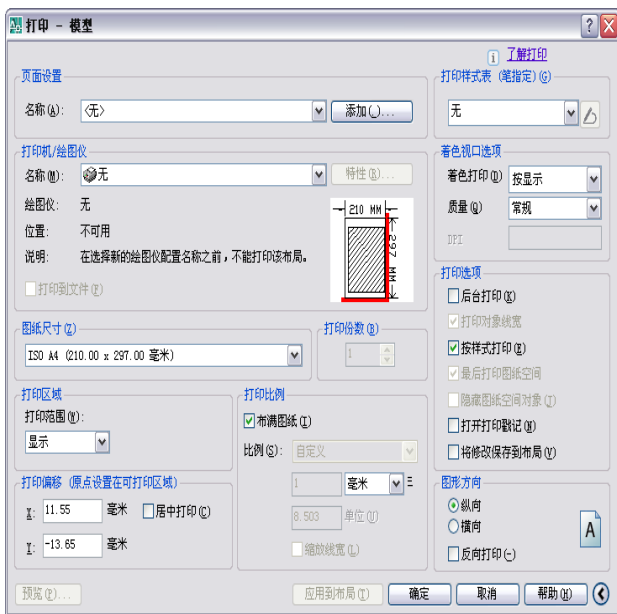 打印 - 模型
了解打印
页面设置
名称(A): <无> 添加(.)...
打印样式表 (笔指定)(G)
无
打印机/绘图仪
名称(M): 无 特性(R)...
绘图仪: 无
位置: 不可用
说明: 在选择新的绘图仪配置名称之前,不能打印该布局。
打印到文件(F)
210 MM
297 MM
着色视口选项
着色打印(D) 按显示
质量(Q) 常规
DPI
图纸尺寸(Z)
ISO A4 (210.00 x 297.00 毫米)
打印份数(B)
1
打印区域
打印范围(W):
显示
打印比例
布满图纸(I)
比例(S): 自定义
1 毫米 =
8.503 单位(U)
缩放线宽(L)
打印偏移 (原点设置在可打印区域)
X: 11.55 毫米 居中打印(C)
Y: -13.65 毫米
打印选项
后台打印(K)
打印对象线宽
按样式打印(E)
最后打印图纸空间
隐藏图纸空间对象(J)
打开打印戳记(N)
将修改保存到布局(V)
图形方向
纵向
横向
反向打印(-)
A
预览(P)... 应用到布局(T) 确定 取消 帮助(H)